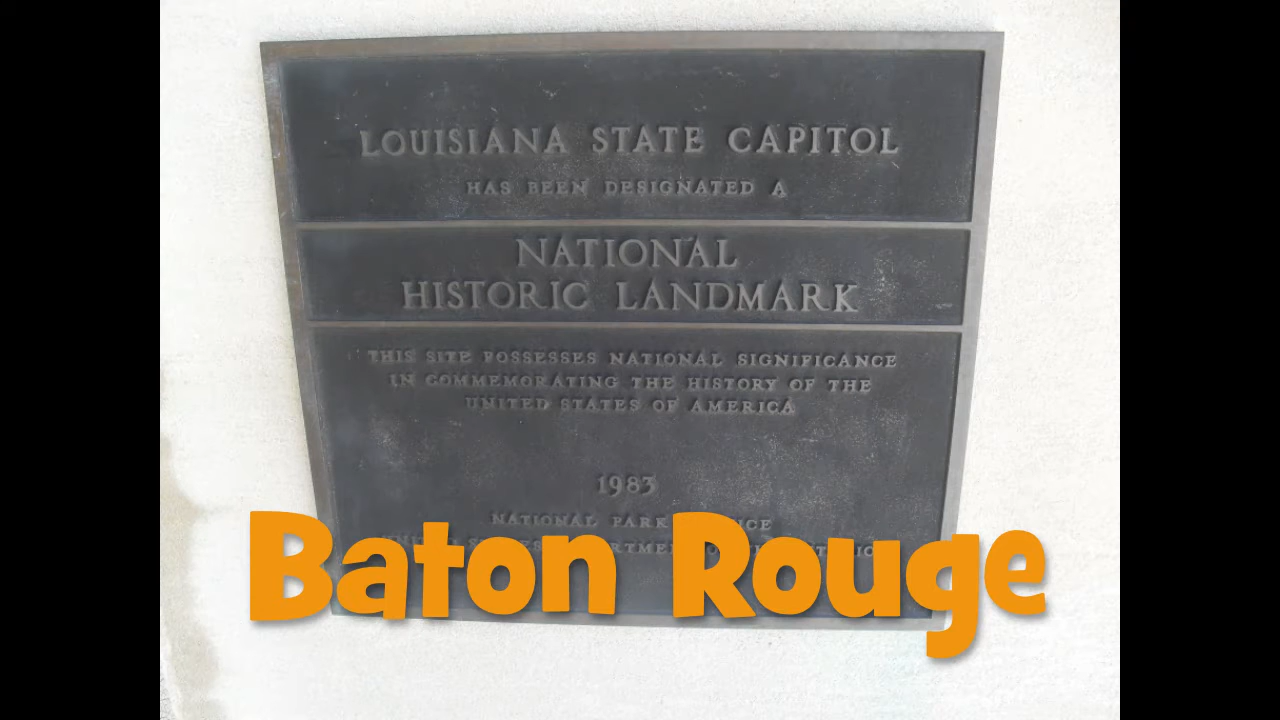 LOUISIANA STATE CAPITOL
HAS BEEN DESIGNATED A
NATIONAL
HISTORIC LANDMARK
THIS SITE POSSESSES NATIONAL SIGNIFICANCE
IN COMMEMORATING THE HISTORY OF THE
UNITED STATES OF AMERICA
1983
NATIONAL PARK
Baton Rouge